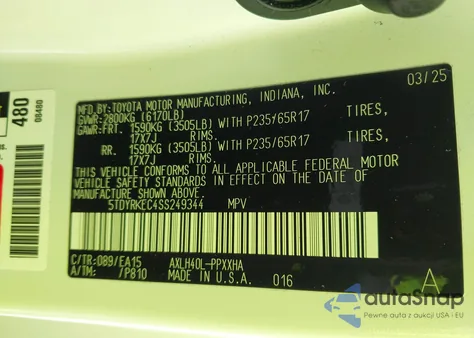 480
08480
MFD.BY:TOYOTA MOTOR MANUFACTURING, INDIANA, INC. 03/25
GVWR:2800KG (6170LB)
GAWR:FRT. 1590KG (3505LB) WITH P235/65R17 TIRES,
17X7J RIMS.
RR. 1590KG (3505LB) WITH P235/65R17 TIRES,
17X7J RIMS.
THIS VEHICLE CONFORMS TO ALL APPLICABLE FEDERAL MOTOR
VEHICLE SAFETY STANDARDS IN EFFECT ON THE DATE OF
MANUFACTURE SHOWN ABOVE.
5TDYRKEC4SS249344 MPV
C/TR:089/EA15 AXLH40L-PPXXHA
A/TM: /P810 MADE IN U.S.A. 016 A
autoSnap
Pewne auta z aukcji USA i EU